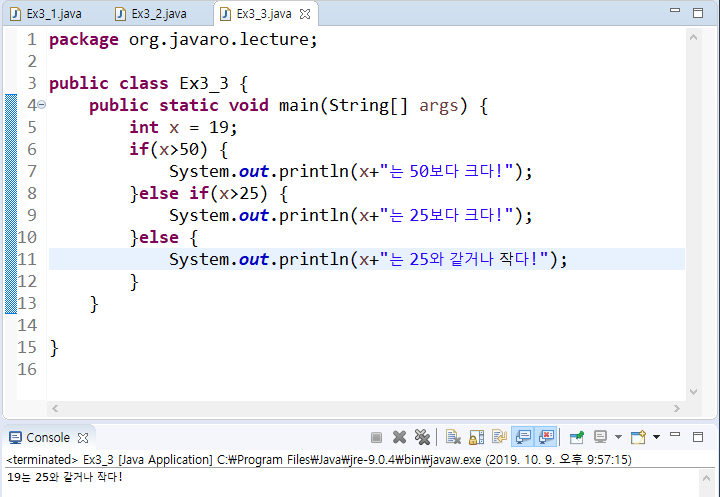 Ex3_1.java Ex3_2.java Ex3_3.java
1 package org.javaro.lecture;
2
3 public class Ex3_3 {
4 public static void main(String[] args) {
5 int x = 19;
6 if(x>50) {
7 System.out.println(x+"는 50보다 크다!");
8 }else if(x>25) {
9 System.out.println(x+"는 25보다 크다!");
10 }else {
11 System.out.println(x+"는 25와 같거나 작다!");
12 }
13 }
14
15 }
16
Console
<terminated> Ex3_3 [Java Application] C:₩Program Files₩Java₩jre-9.0.4₩bin₩javaw.exe (2019. 10. 9. 오후 9:57:15)
19는 25와 같거나 작다!